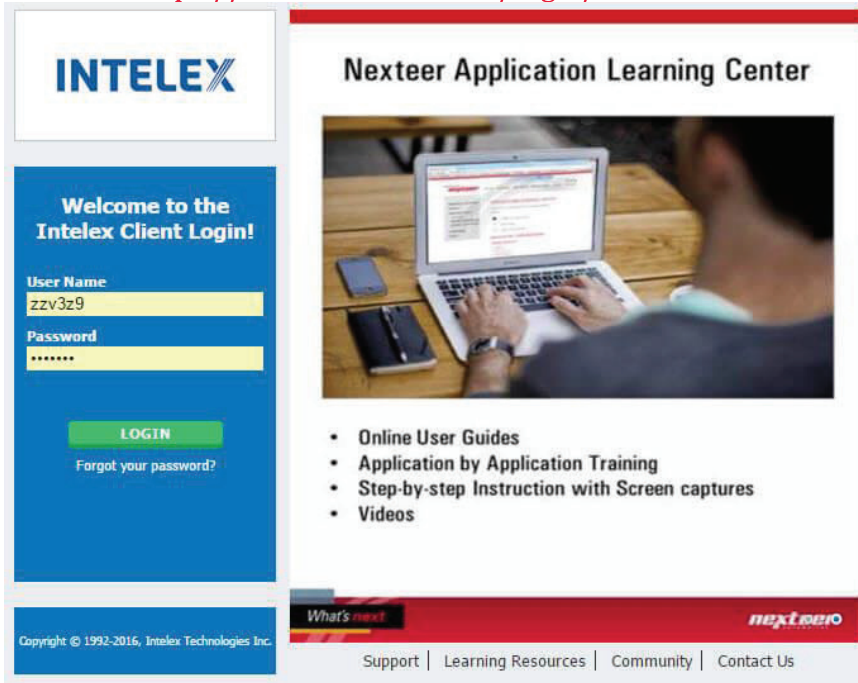 INTELEX
Welcome to the
Intelex Client Login!
User Name
zzv3z9
Password
•••••••
LOGIN
Forgot your password?
Copyright © 1992-2016, Intelex Technologies Inc.
Nexteer Application Learning Center
• Online User Guides
• Application by Application Training
• Step-by-step Instruction with Screen captures
• Videos
What's next
nexteer
Support | Learning Resources | Community | Contact Us